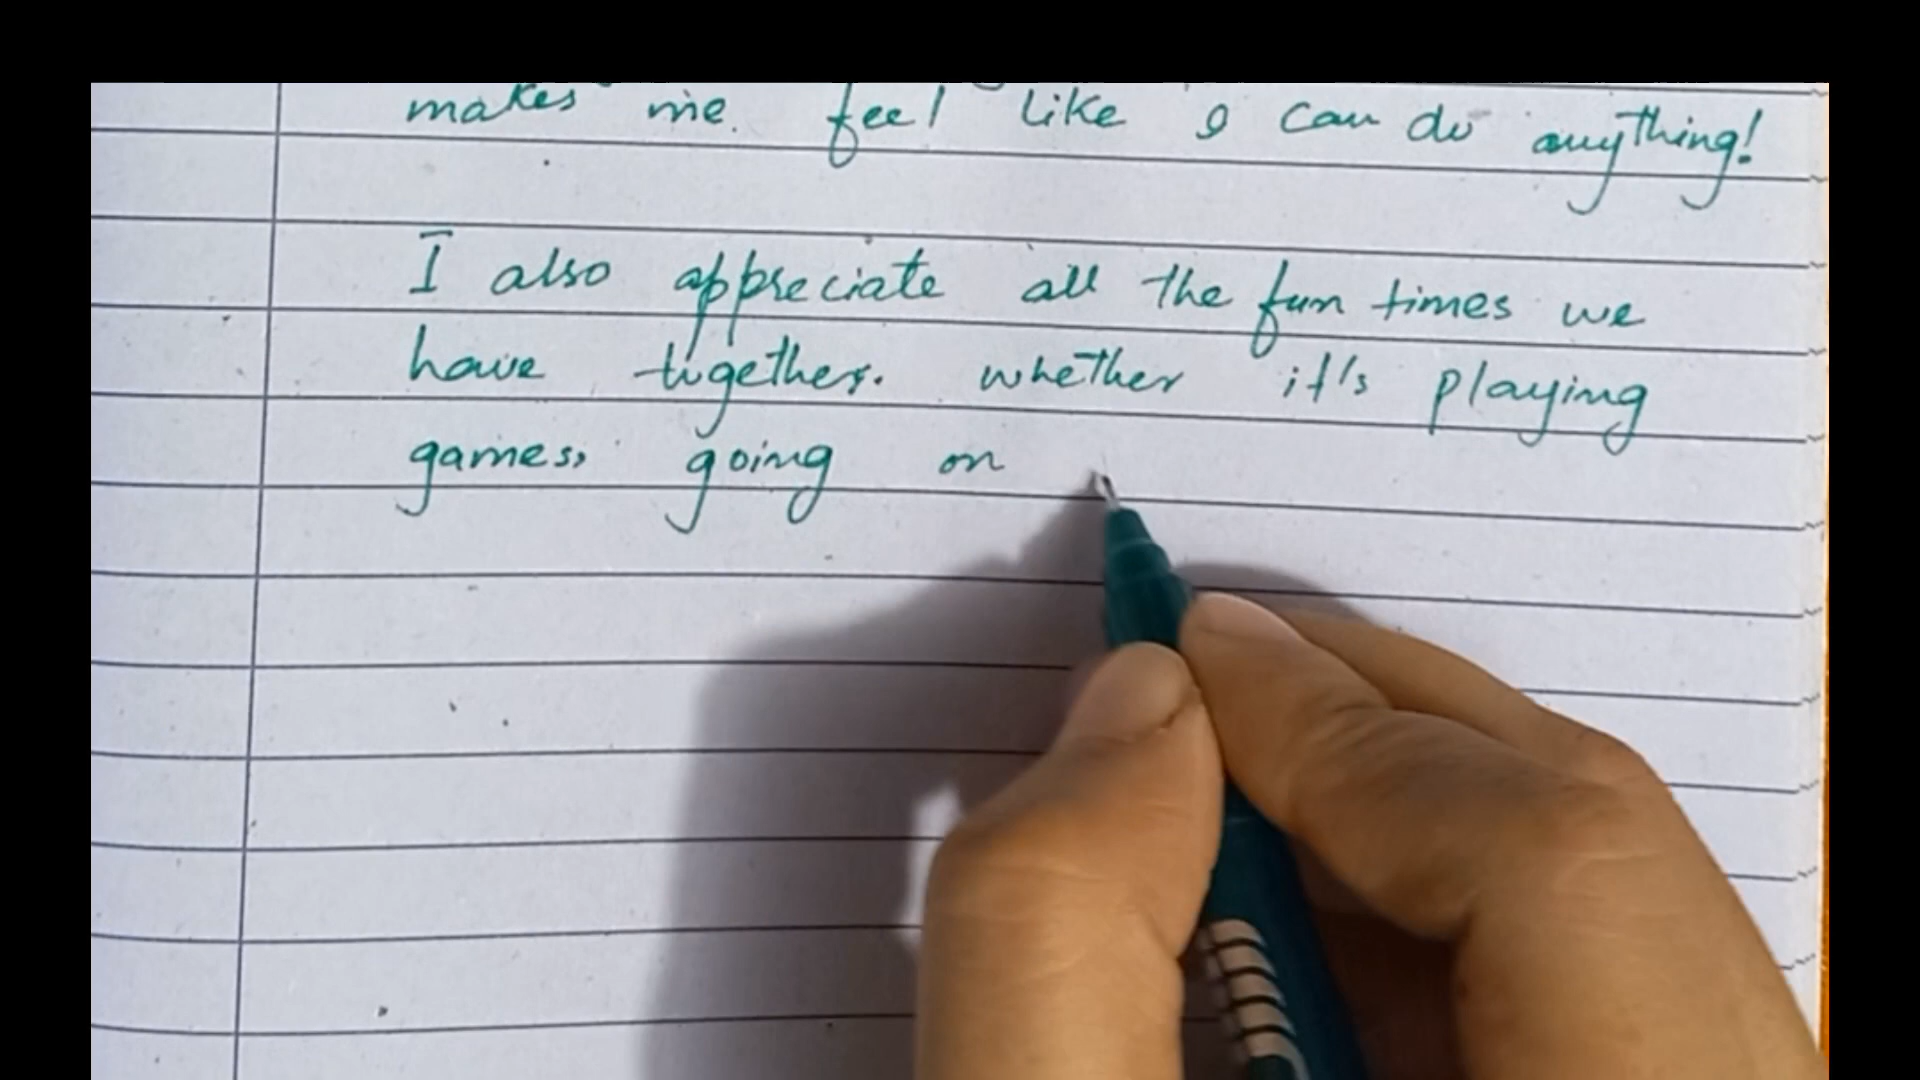 makes me feel like I can do anything!
I also appreciate all the fun times we
have together. whether it's playing
games, going on